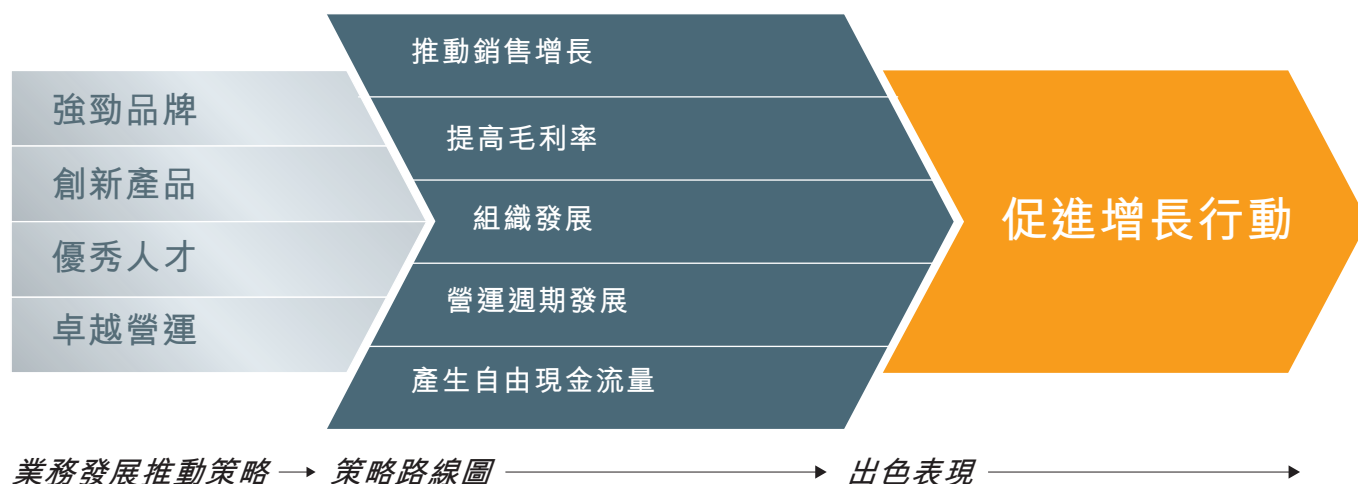 強勁品牌
創新產品
優秀人才
卓越營運
推動銷售增長
提高毛利率
組織發展
營運週期發展
產生自由現金流量
促進增長行動
業務發展推動策略
策略路線圖
出色表現